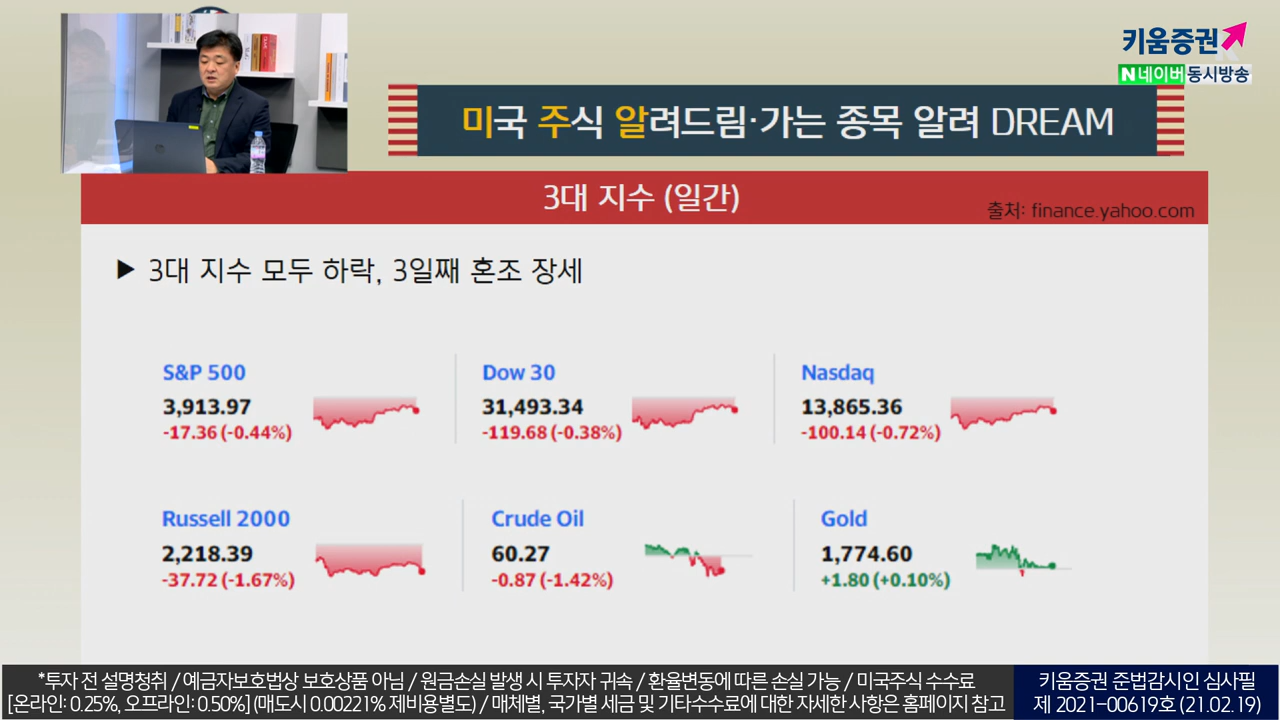 키움증권
N네이버 동시방송
미국 주식 알려드림·가는 종목 알려 DREAM
3대 지수 (일간)
출처: finance.yahoo.com
▶ 3대 지수 모두 하락, 3일째 혼조 장세
S&P 500
3,913.97
-17.36 (-0.44%)
Dow 30
31,493.34
-119.68 (-0.38%)
Nasdaq
13,865.36
-100.14 (-0.72%)
Russell 2000
2,218.39
-37.72 (-1.67%)
Crude Oil
60.27
-0.87 (-1.42%)
Gold
1,774.60
+1.80 (+0.10%)
*투자 전 설명청취 / 예금자보호법상 보호상품 아님 / 원금손실 발생 시 투자자 귀속 / 환율변동에 따른 손실 가능 / 미국주식 수수료
[온라인: 0.25%, 오프라인: 0.50%] (매도시 0.00221% 제비용별도) / 매체별, 국가별 세금 및 기타수수료에 대한 자세한 사항은 홈페이지 참고
키움증권 준법감시인 심사필
제 2021-00619호 (21.02.19)